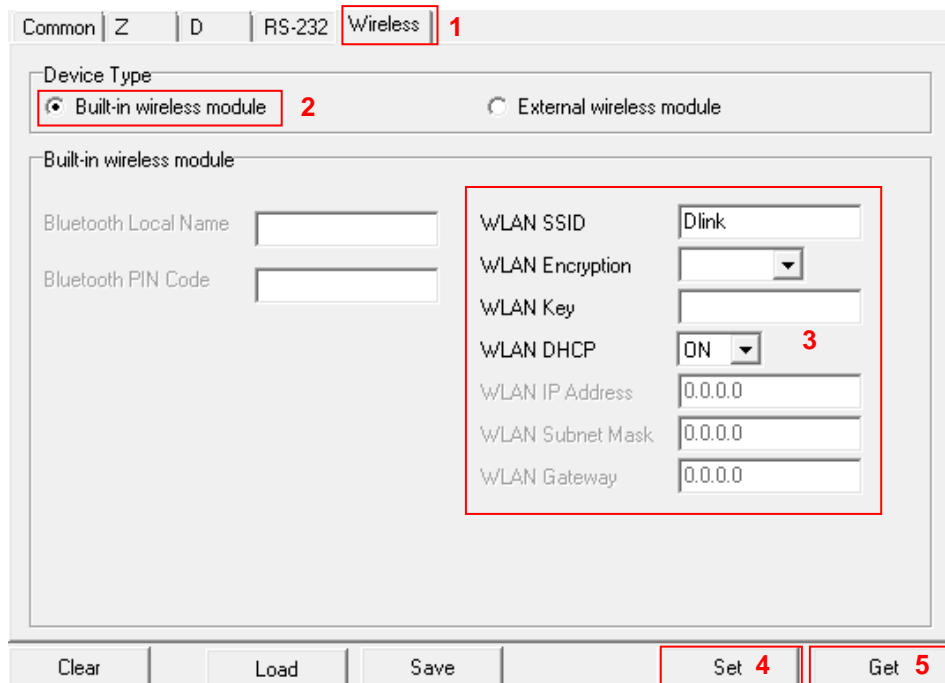 Common Z D RS-232 Wireless 1
Device Type
Built-in wireless module 2 External wireless module
Built-in wireless module
Bluetooth Local Name
Bluetooth PIN Code
WLAN SSID Dlink
WLAN Encryption
WLAN Key
WLAN DHCP ON 3
WLAN IP Address 0.0.0.0
WLAN Subnet Mask 0.0.0.0
WLAN Gateway 0.0.0.0
Clear Load Save Set 4 Get 5